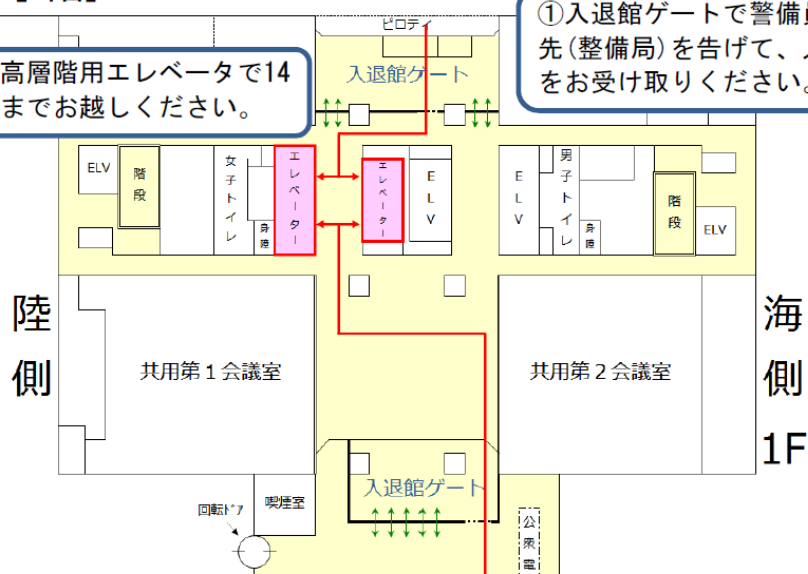 ピロティ
①入退館ゲートで警備
先(整備局)を告げて、
をお受け取りください。
高層階用エレベータで14
までお越しください。
入退館ゲート
ELV
階段
女子トイレ
身障
エレベーター
エレベーター
ELV
ELV
男子トイレ
身障
階段
ELV
陸側
海側
1F
共用第1会議室
共用第2会議室
入退館ゲート
喫煙室
回転ドア
公衆電